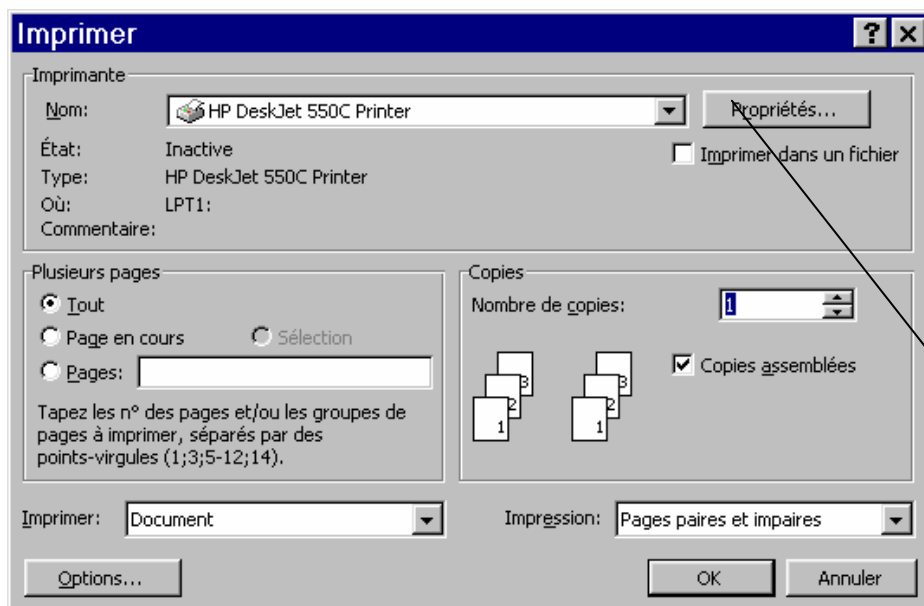 Imprimer
Imprimante
Nom: HP DeskJet 550C Printer Propriétés...
État: Inactive Imprimer dans un fichier
Type: HP DeskJet 550C Printer
Où: LPT1:
Commentaire:
Plusieurs pages
Tout
Page en cours Sélection
Pages:
Tapez les n° des pages et/ou les groupes de
pages à imprimer, séparés par des
points-virgules (1;3;5-12;14).
Copies
Nombre de copies: 1
Copies assemblées
3 3
2 2
1 1
Imprimer: Document Impression: Pages paires et impaires
Options... OK Annuler